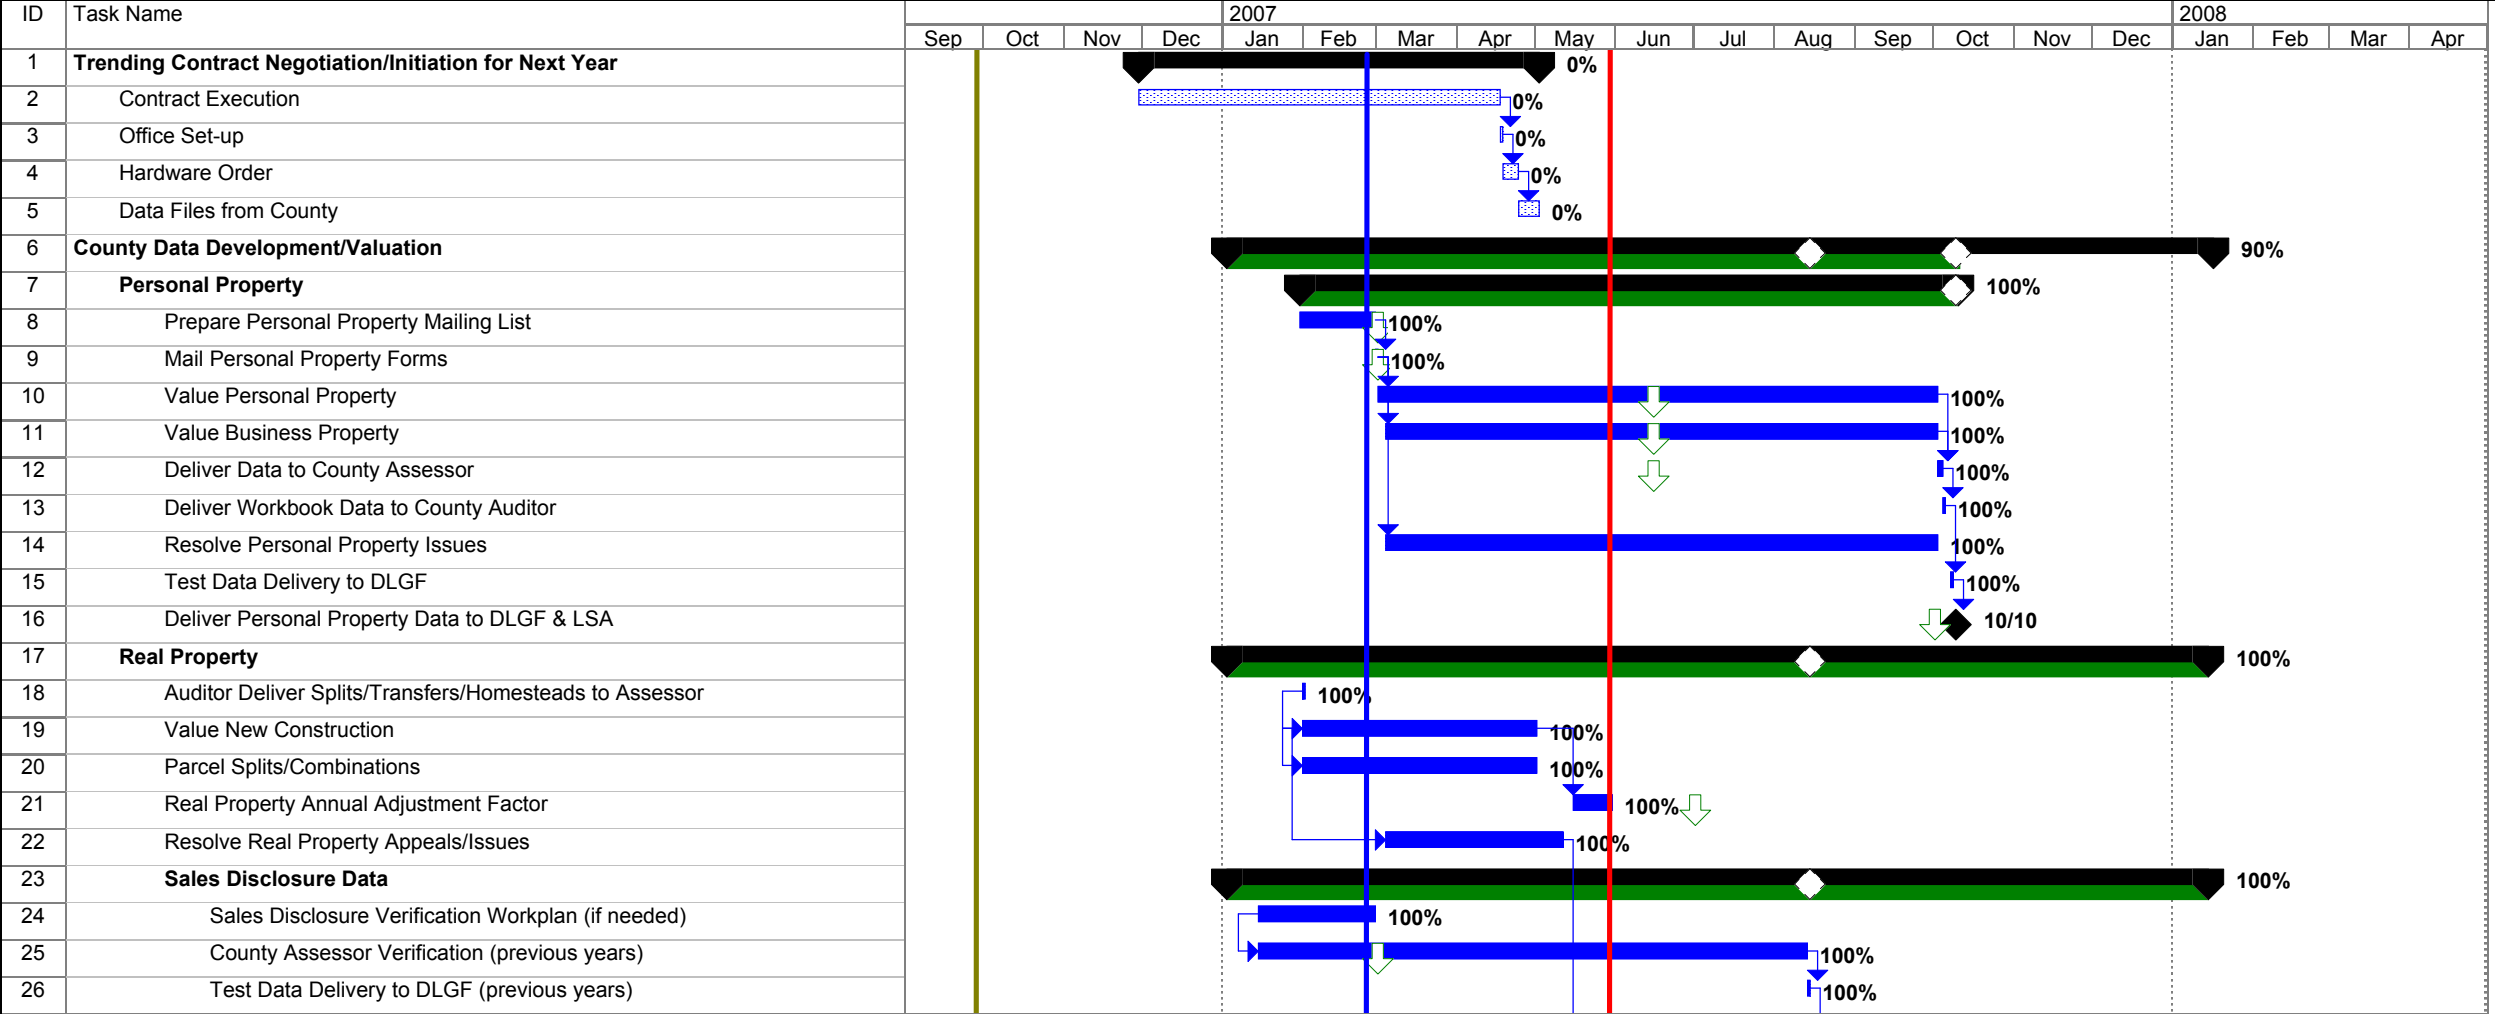 ID Task Name 2007 2008
Sep Oct Nov Dec Jan Feb Mar Apr May Jun Jul Aug Sep Oct Nov Dec Jan Feb Mar Apr
1 Trending Contract Negotiation/Initiation for Next Year 0%
2 Contract Execution 0%
3 Office Set-up 0%
4 Hardware Order 0%
5 Data Files from County 0%
6 County Data Development/Valuation 90%
7 Personal Property 100%
8 Prepare Personal Property Mailing List 100%
9 Mail Personal Property Forms 100%
10 Value Personal Property 100%
11 Value Business Property 100%
12 Deliver Data to County Assessor 100%
13 Deliver Workbook Data to County Auditor 100%
14 Resolve Personal Property Issues 100%
15 Test Data Delivery to DLGF 100%
16 Deliver Personal Property Data to DLGF & LSA 10/10
17 Real Property 100%
18 Auditor Deliver Splits/Transfers/Homesteads to Assessor 100%
19 Value New Construction 100%
20 Parcel Splits/Combinations 100%
21 Real Property Annual Adjustment Factor 100%
22 Resolve Real Property Appeals/Issues 100%
23 Sales Disclosure Data 100%
24 Sales Disclosure Verification Workplan (if needed) 100%
25 County Assessor Verification (previous years) 100%
26 Test Data Delivery to DLGF (previous years) 100%